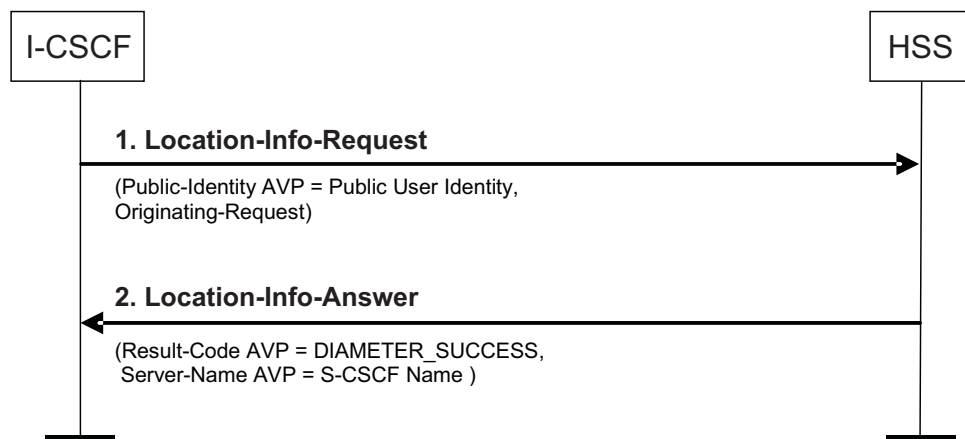 I-CSCF
HSS
1. Location-Info-Request
(Public-Identity AVP = Public User Identity,
Originating-Request)
2. Location-Info-Answer
(Result-Code AVP = DIAMETER_SUCCESS,
Server-Name AVP = S-CSCF Name )